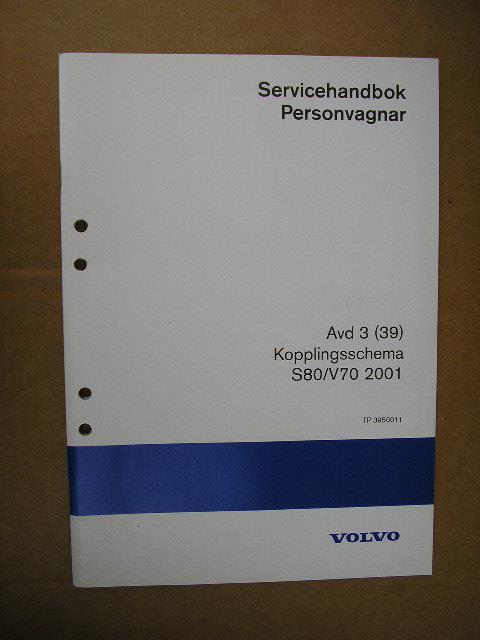 Servicehandbok
Personvagnar
Avd 3 (39)
Kopplingsschema
S80/V70 2001
TP 3950011
VOLVO